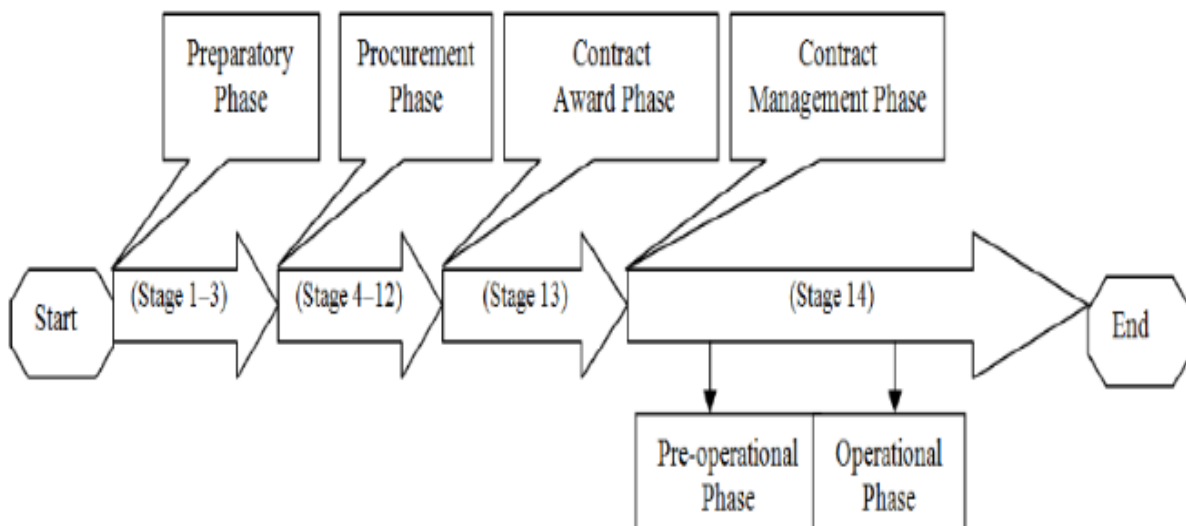 Preparatory
Phase
Procurement
Phase
Contract
Award Phase
Contract
Management Phase
Start
(Stage 1–3)
(Stage 4–12)
(Stage 13)
(Stage 14)
End
Pre-operational
Phase
Operational
Phase